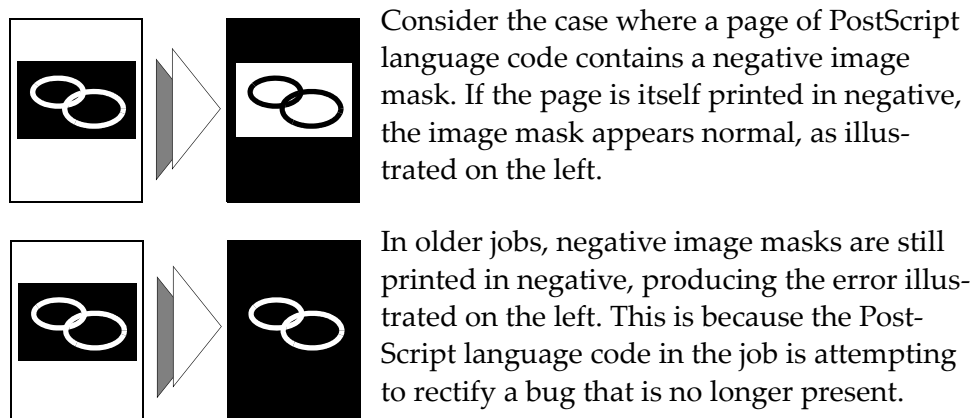 Consider the case where a page of PostScript
language code contains a negative image
mask. If the page is itself printed in negative,
the image mask appears normal, as illus-
trated on the left.
In older jobs, negative image masks are still
printed in negative, producing the error illus-
trated on the left. This is because the Post-
Script language code in the job is attempting
to rectify a bug that is no longer present.